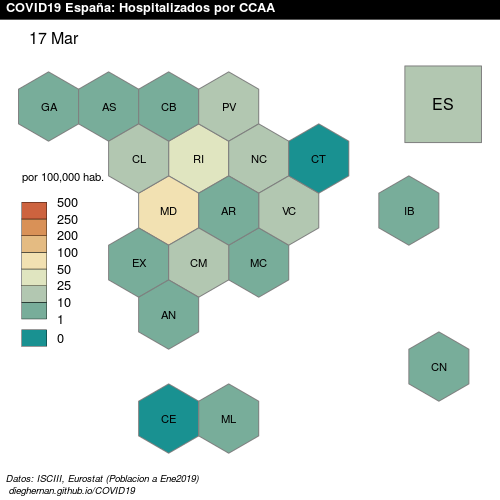 COVID19 España: Hospitalizados por CCAA
17 Mar
GA AS CB PV ES
CL RI NC CT
por 100,000 hab.
MD AR VC IB
500
250
200
100
50
25
10
1
0
EX CM MC
AN
CN
CE ML
Datos: ISCIII, Eurostat (Poblacion a Ene2019)
dieghernan.github.io/COVID19